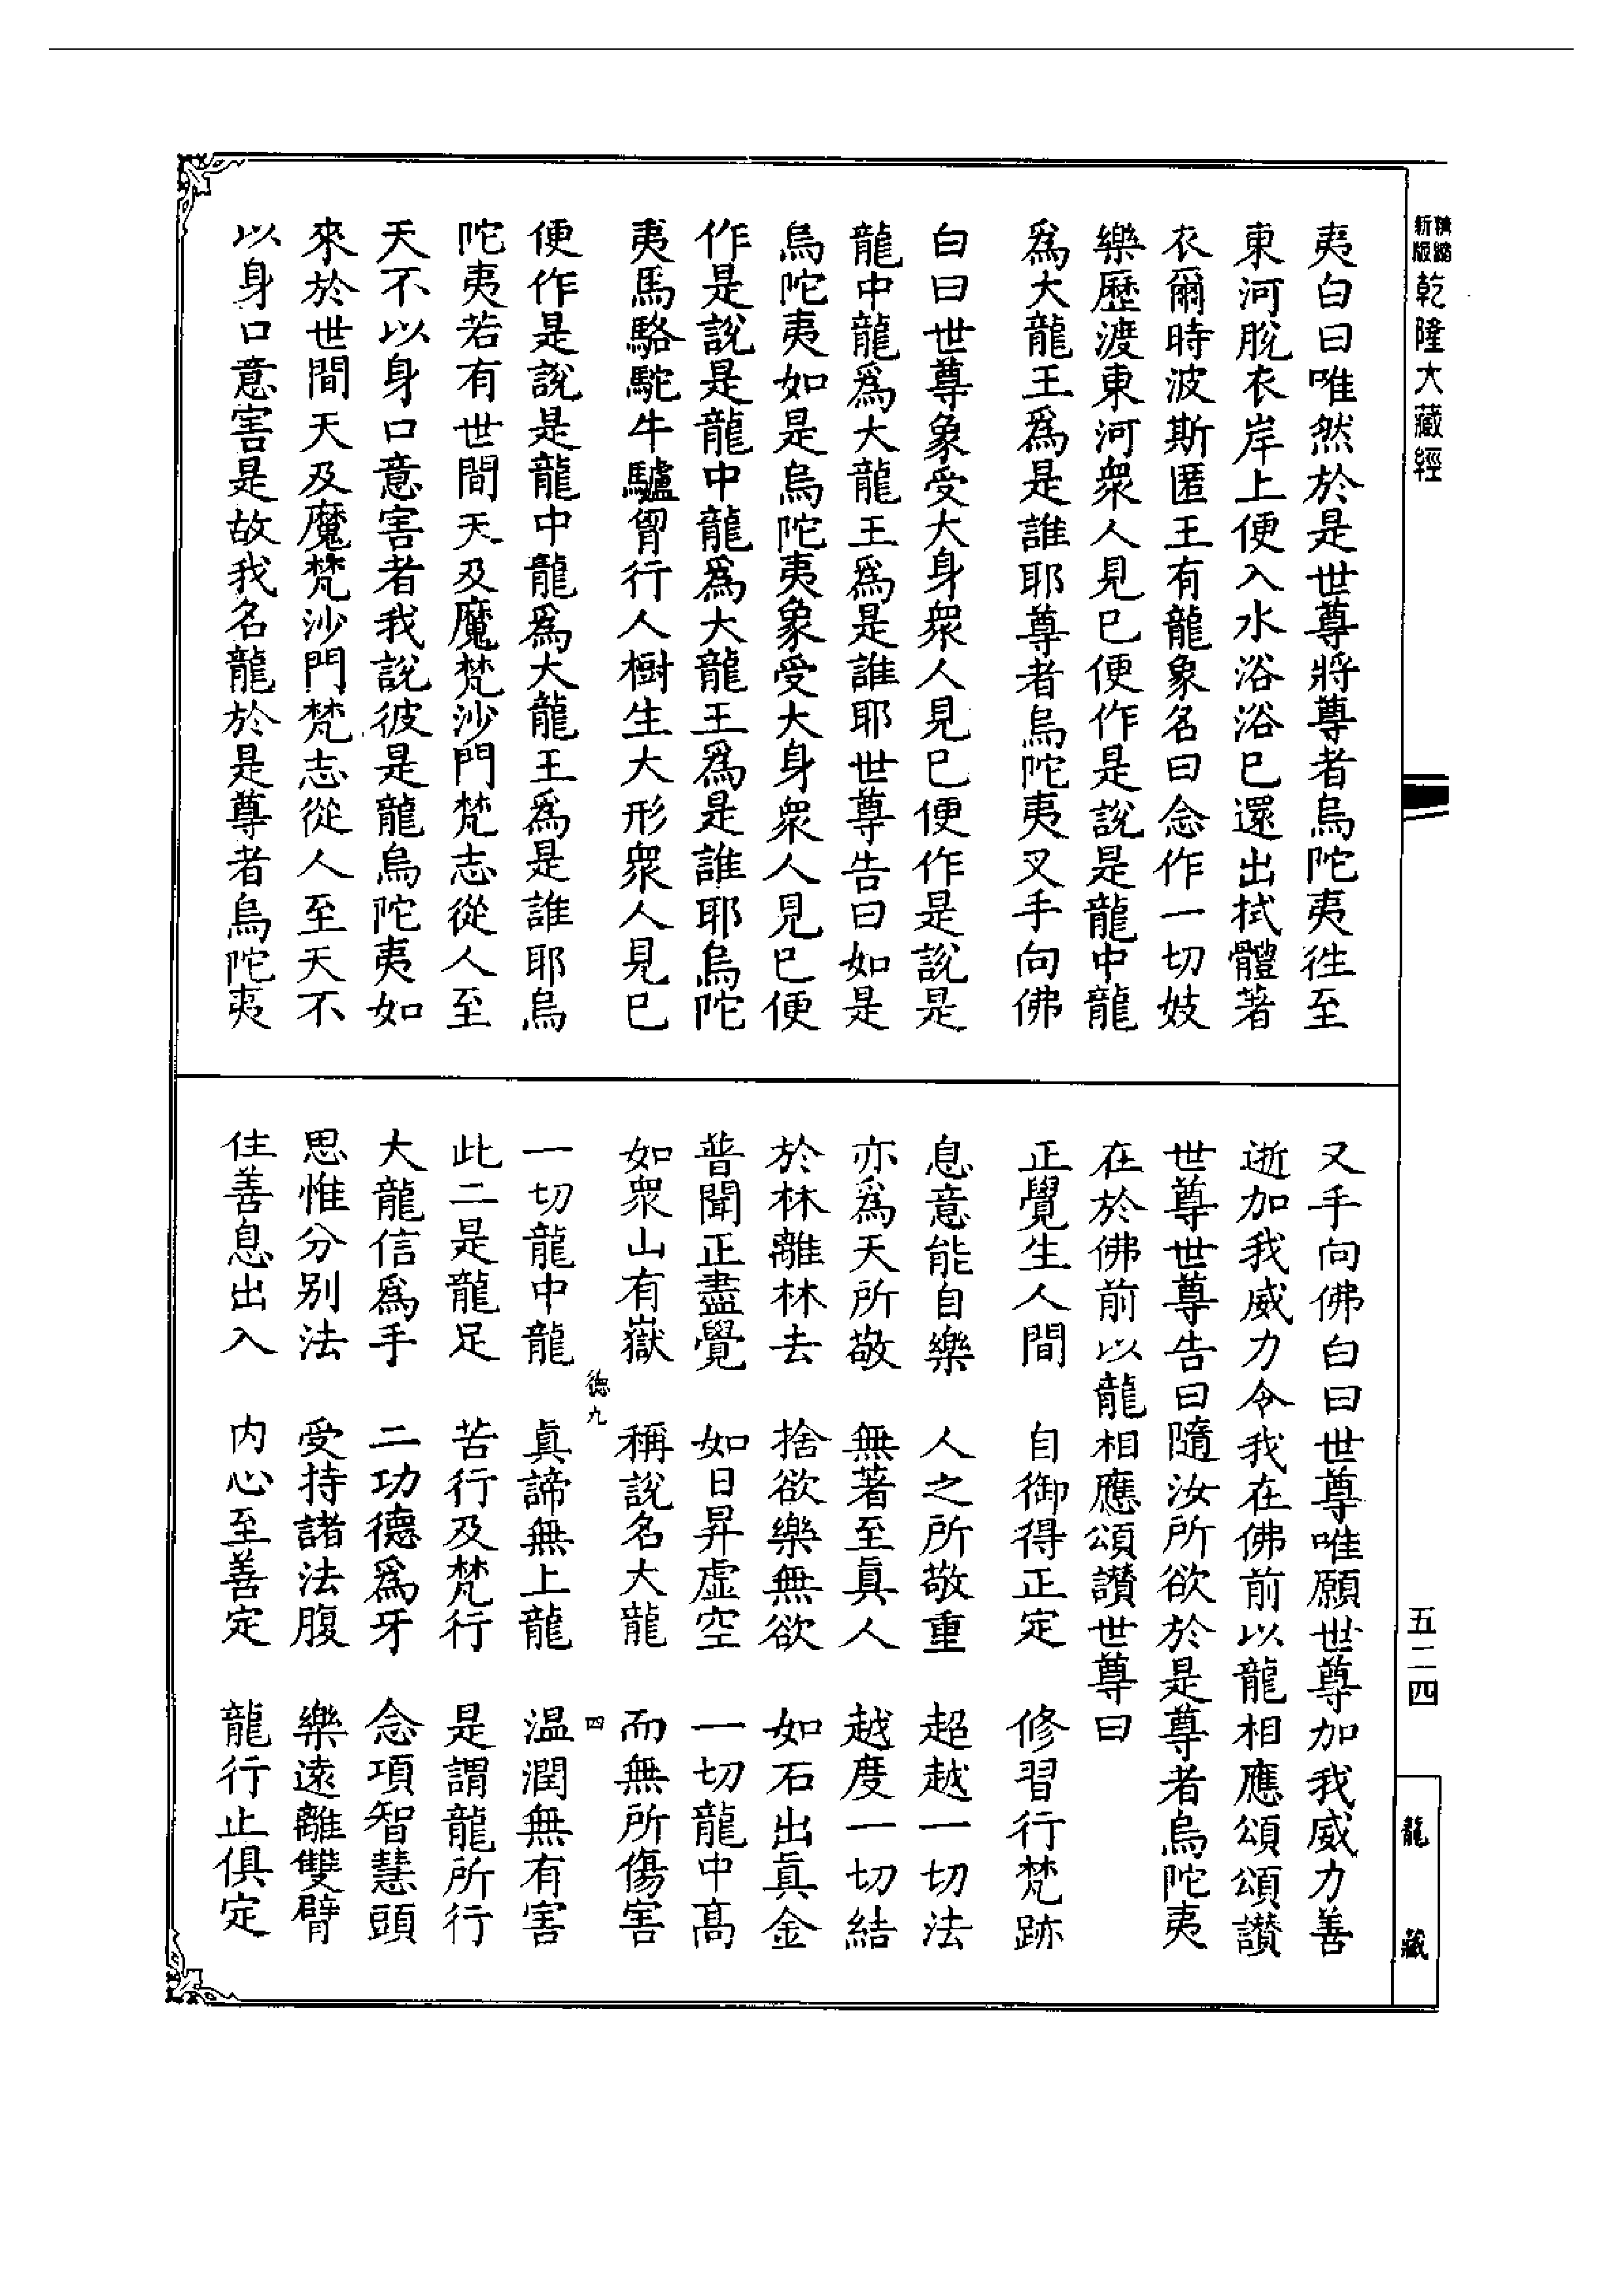 精縮新版乾隆大藏經
夷白曰唯然於是世尊將尊者烏陀夷往至
東河脫衣岸上便入水浴浴已還出拭體著
衣爾時波斯匿王有龍象名曰念作一切妓
樂歷渡東河衆人見已便作是說是龍中龍
爲大龍王爲是誰耶尊者烏陀夷叉手向佛
白曰世尊象受大身衆人見已便作是說是
龍中龍爲大龍王爲是誰耶世尊告曰如是
烏陀夷如是烏陀夷象受大身衆人見已便
作是說是龍中龍爲大龍王爲是誰耶烏陀
夷馬駱駝牛驢胷行人樹生大形衆人見已
便作是說是龍中龍爲大龍王爲是誰耶烏
陀夷若有世間天及魔梵沙門梵志從人至
天不以身口意害者我說彼是龍烏陀夷如
來於世間天及魔梵沙門梵志從人至天不
以身口意害是故我名龍於是尊者烏陀夷
叉手向佛白曰世尊唯願世尊加我威力善
逝加我威力令我在佛前以龍相應頌頌讚
世尊世尊告曰隨汝所欲於是尊者烏陀夷
在於佛前以龍相應頌讚世尊曰
正覺生人間　自御得正定　修習行梵跡
息意能自樂　人之所敬重　超越一切法
亦爲天所敬　無著至真人　越度一切結
於林離林去　捨欲樂無欲　如石出真金
普聞正盡覺　如日昇虛空　一切龍中高
如衆山有嶽　稱說名大龍　而無所傷害
德九　四
一切龍中龍　真諦無上龍　温潤無有害
此二是龍足　苦行及梵行　是謂龍所行
大龍信爲手　二功德爲牙　念項智慧頭
思惟分別法　受持諸法腹　樂遠離雙臂
住善息出入　内心至善定　龍行止俱定
五二四
龍藏